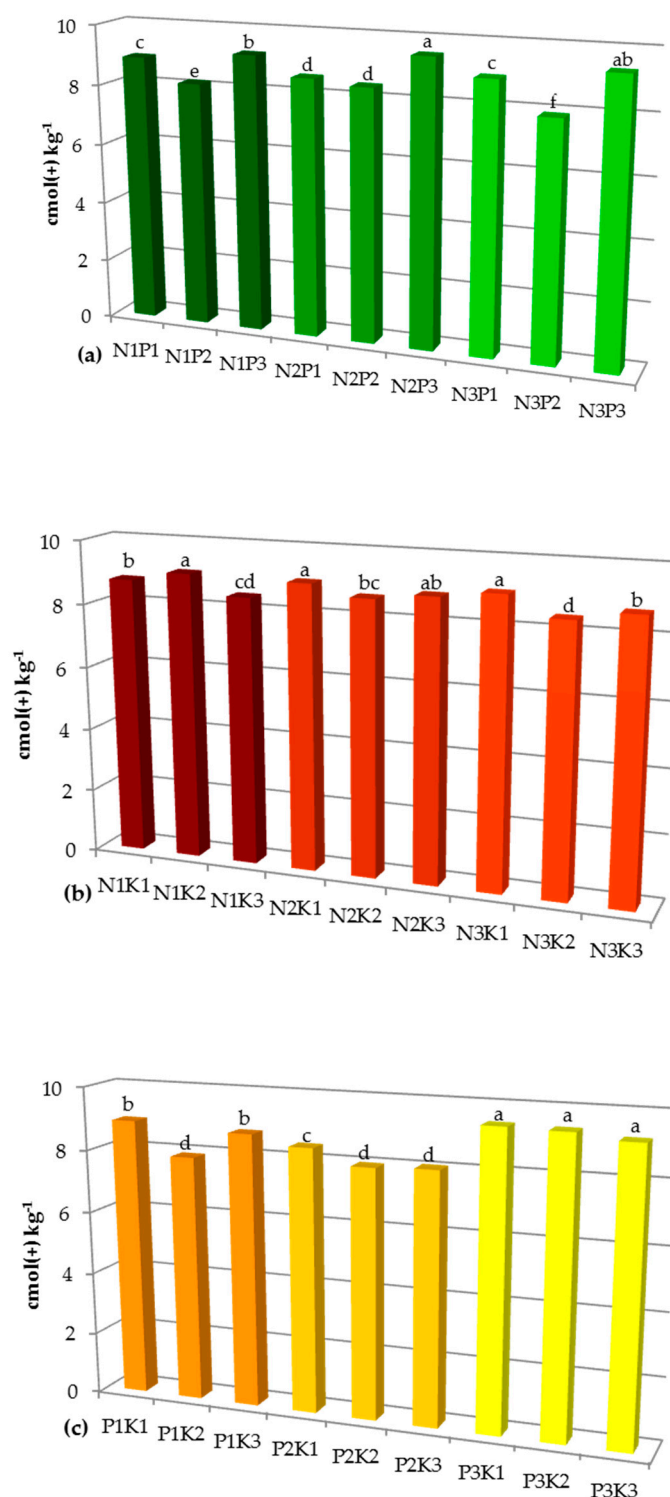 10
8
6
4
2
0
cmol(+) kg-1
c e b d d a c f ab
(a) N1P1 N1P2 N1P3 N2P1 N2P2 N2P3 N3P1 N3P2 N3P3
10
8
6
4
2
0
cmol(+) kg-1
b a cd a bc ab a d b
(b) N1K1 N1K2 N1K3 N2K1 N2K2 N2K3 N3K1 N3K2 N3K3
10
8
6
4
2
0
cmol(+) kg-1
b d b c d d a a a
(c) P1K1 P1K2 P1K3 P2K1 P2K2 P2K3 P3K1 P3K2 P3K3